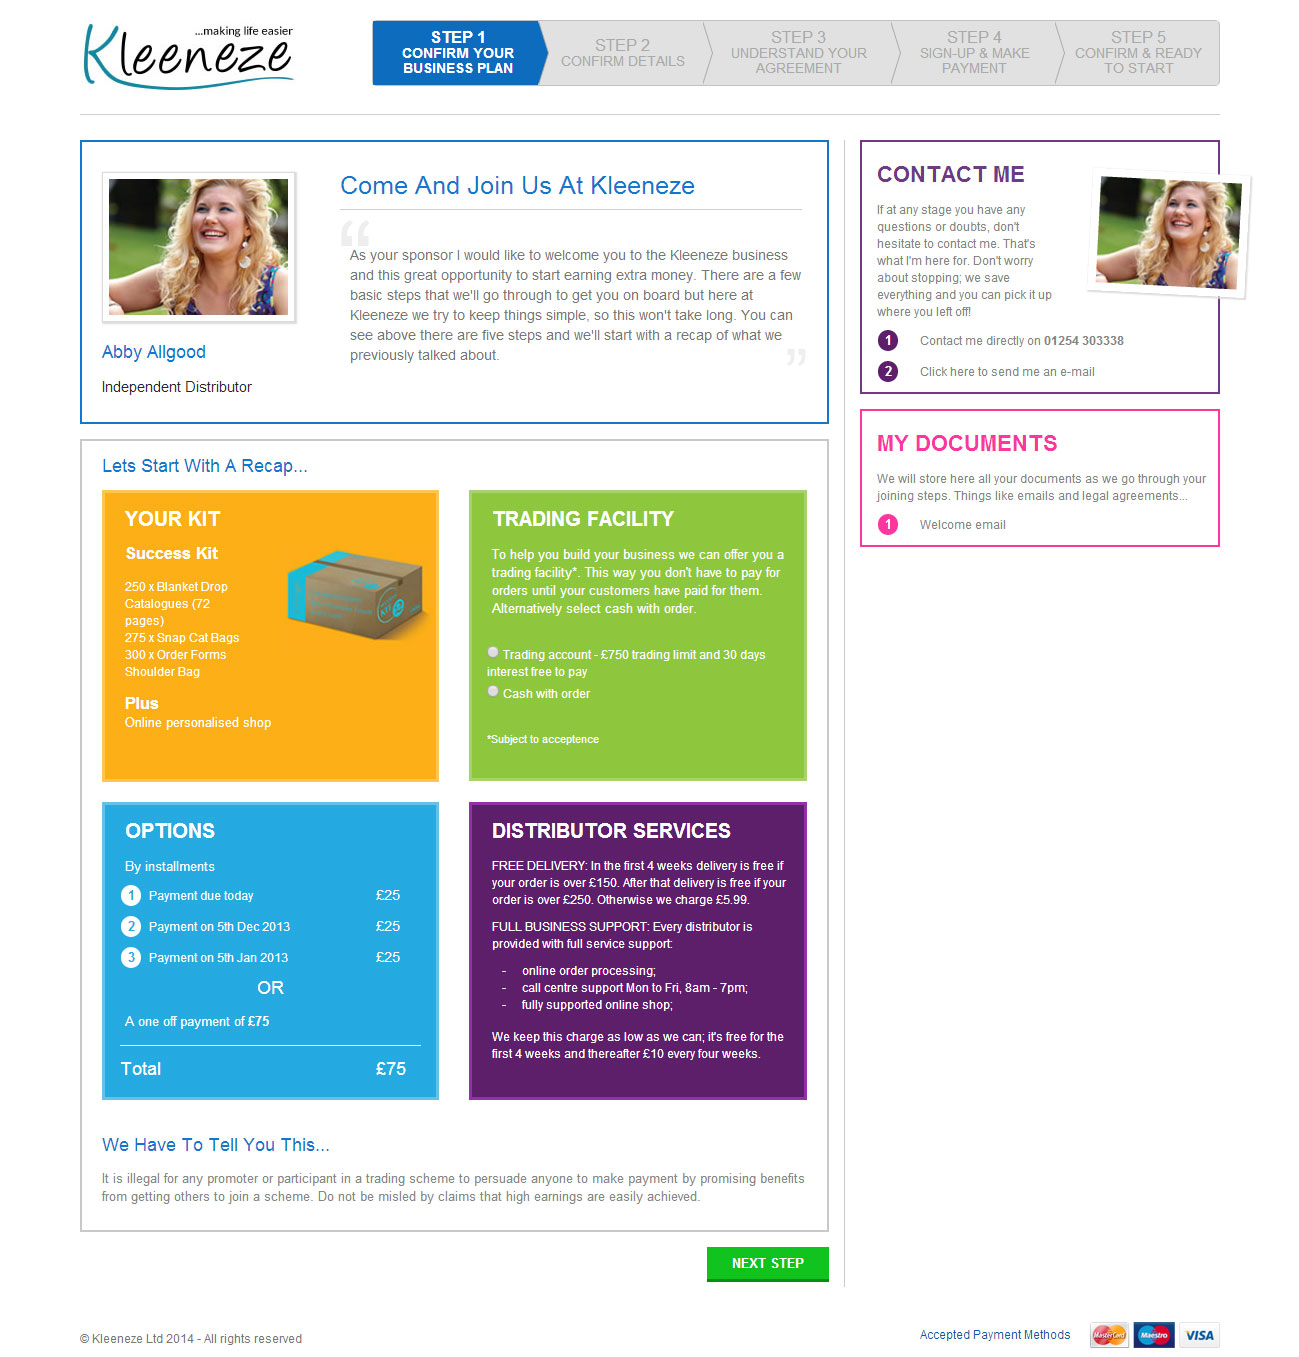 ...making life easier
Kleeneze
STEP 1
CONFIRM YOUR
BUSINESS PLAN
STEP 2
CONFIRM DETAILS
STEP 3
UNDERSTAND YOUR
AGREEMENT
STEP 4
SIGN-UP & MAKE
PAYMENT
STEP 5
CONFIRM & READY
TO START
Abby Allgood
Independent Distributor
Come And Join Us At Kleeneze
“
As your sponsor I would like to welcome you to the Kleeneze business
and this great opportunity to start earning extra money. There are a few
basic steps that we'll go through to get you on board but here at
Kleeneze we try to keep things simple, so this won't take long. You can
see above there are five steps and we'll start with a recap of what we
previously talked about.
”
CONTACT ME
If at any stage you have any
questions or doubts, don't
hesitate to contact me. That's
what I'm here for. Don't worry
about stopping; we save
everything and you can pick it up
where you left off!
1 Contact me directly on 01254 303338
2 Click here to send me an e-mail
MY DOCUMENTS
We will store here all your documents as we go through your
joining steps. Things like emails and legal agreements...
1 Welcome email
Lets Start With A Recap...
YOUR KIT
Success Kit
250 x Blanket Drop
Catalogues (72
pages)
275 x Snap Cat Bags
300 x Order Forms
Shoulder Bag
Plus
Online personalised shop
TRADING FACILITY
To help you build your business we can offer you a
trading facility*. This way you don't have to pay for
orders until your customers have paid for them.
Alternatively select cash with order.
Trading account - £750 trading limit and 30 days
interest free to pay
Cash with order
*Subject to acceptence
OPTIONS
By installments
1 Payment due today £25
2 Payment on 5th Dec 2013 £25
3 Payment on 5th Jan 2013 £25
OR
A one off payment of £75
Total £75
DISTRIBUTOR SERVICES
FREE DELIVERY: In the first 4 weeks delivery is free if
your order is over £150. After that delivery is free if your
order is over £250. Otherwise we charge £5.99.
FULL BUSINESS SUPPORT: Every distributor is
provided with full service support:
- online order processing;
- call centre support Mon to Fri, 8am - 7pm;
- fully supported online shop;
We keep this charge as low as we can; it's free for the
first 4 weeks and thereafter £10 every four weeks.
We Have To Tell You This...
It is illegal for any promoter or participant in a trading scheme to persuade anyone to make payment by promising benefits
from getting others to join a scheme. Do not be misled by claims that high earnings are easily achieved.
NEXT STEP
© Kleeneze Ltd 2014 - All rights reserved
Accepted Payment Methods
MasterCard
Maestro
VISA